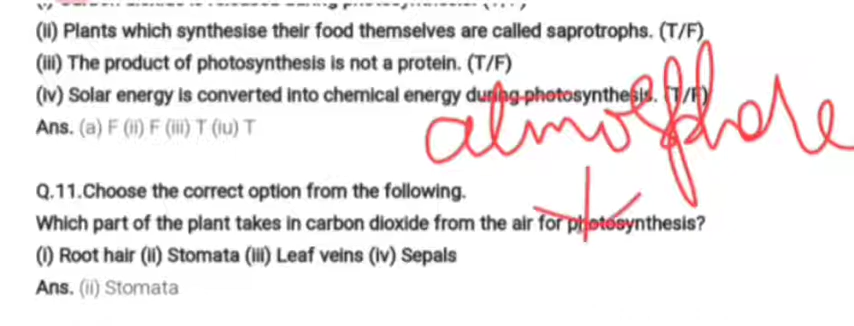 (ii) Plants which synthesise their food themselves are called saprotrophs. (T/F)
(iii) The product of photosynthesis is not a protein. (T/F)
(iv) Solar energy is converted into chemical energy during photosynthesis. (T/F)
atmosphore
Ans. (a) F (ii) F (iii) T (iu) T
Q.11.Choose the correct option from the following.
Which part of the plant takes in carbon dioxide from the air for photosynthesis?
(i) Root hair (ii) Stomata (iii) Leaf veins (iv) Sepals
Ans. (ii) Stomata